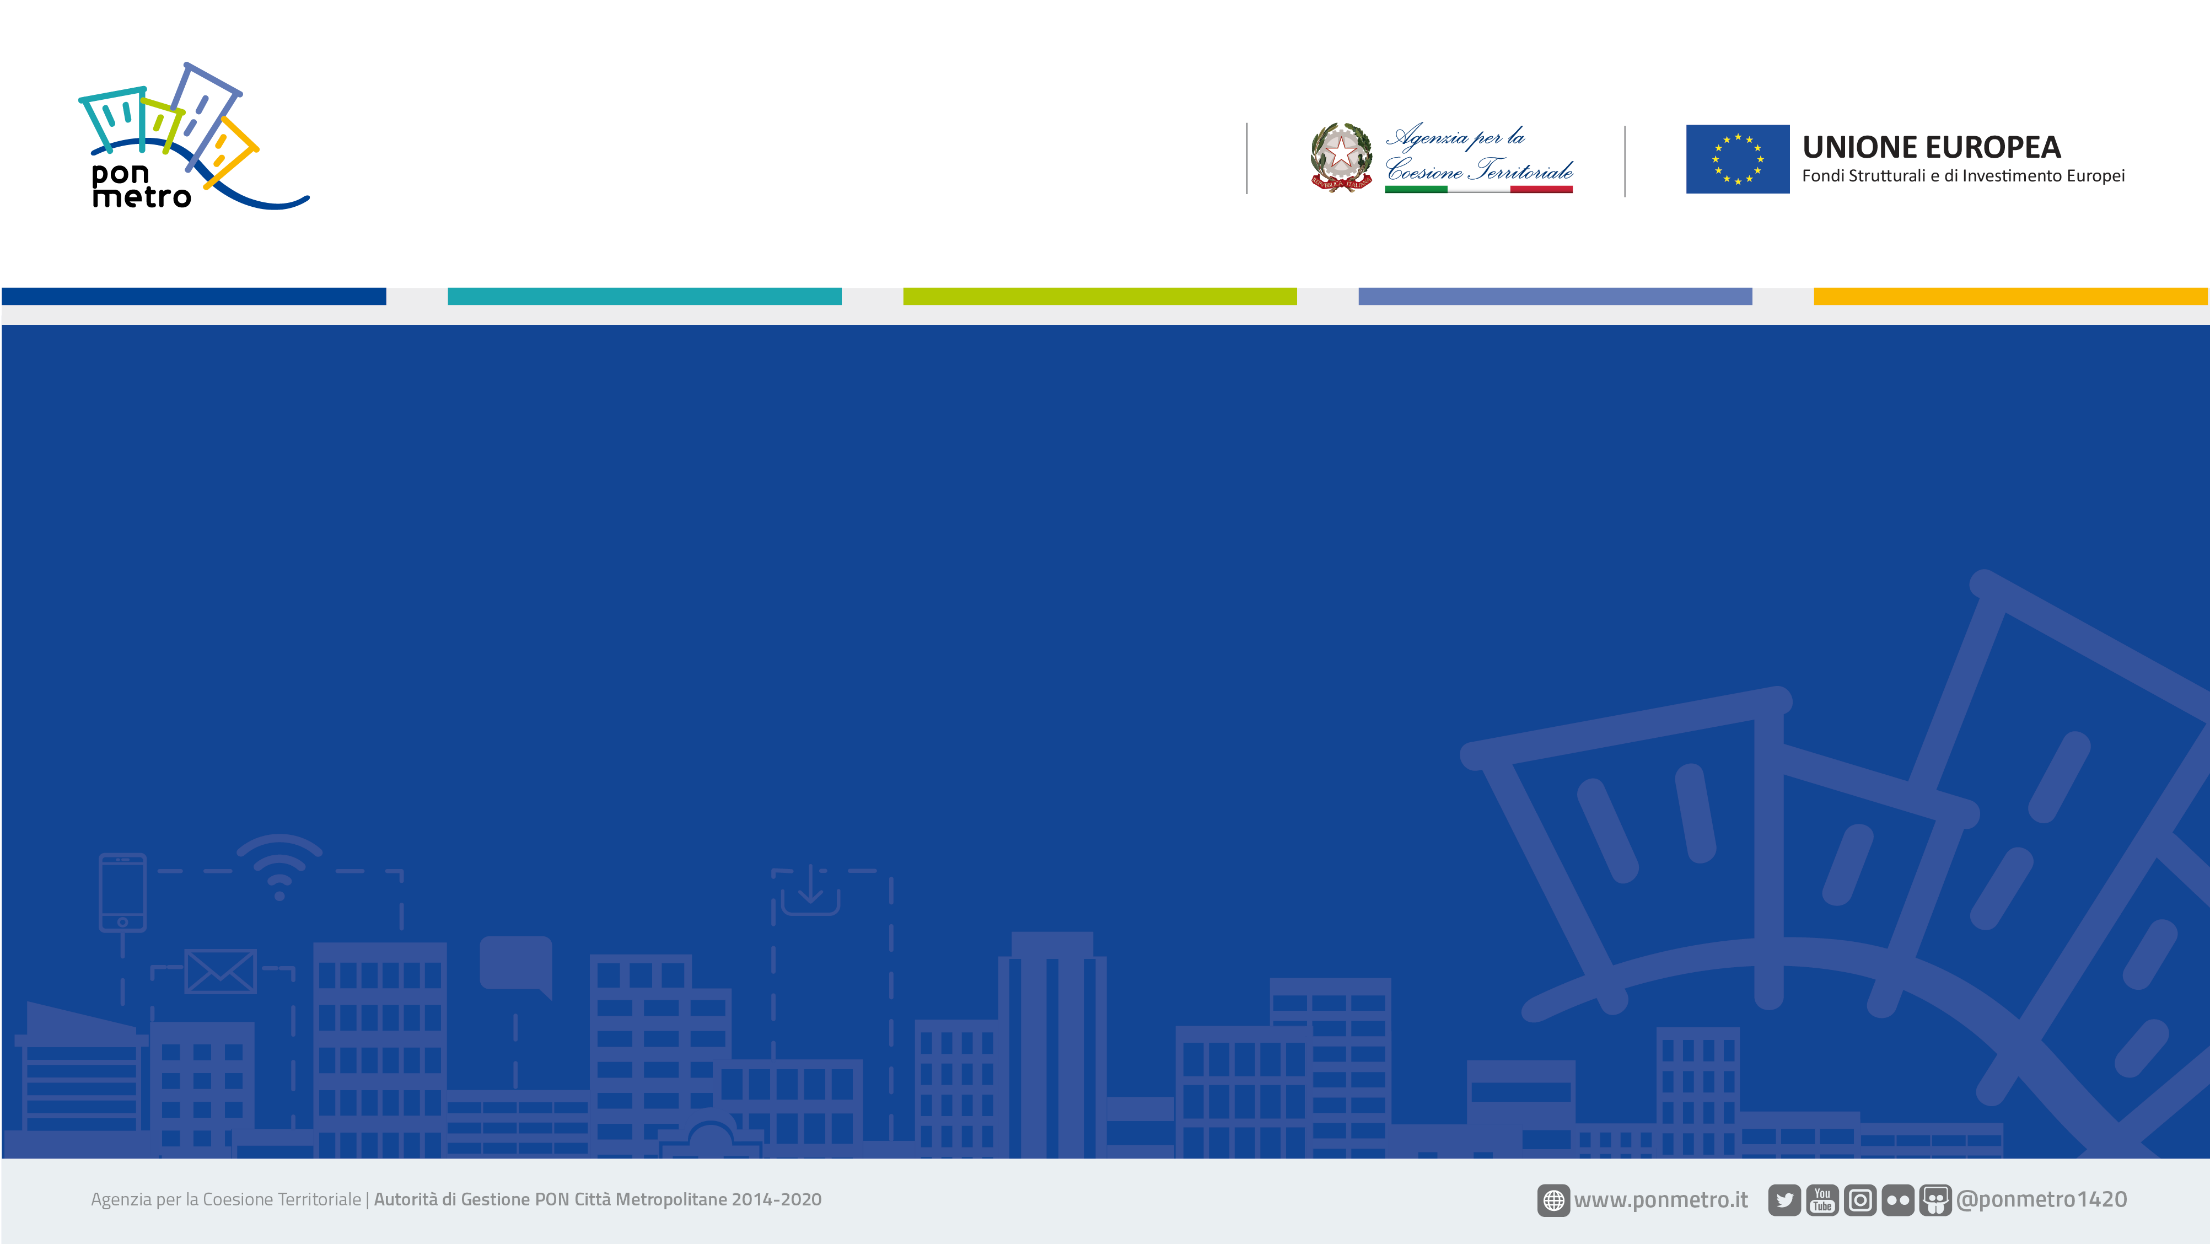 pon
metro
Agenzia per la
Coesione Territoriale
UNIONE EUROPEA
Fondi Strutturali e di Investimento Europei
Agenzia per la Coesione Territoriale | Autorità di Gestione PON Città Metropolitane 2014-2020
www.ponmetro.it
You
Tube
@ponmetro1420